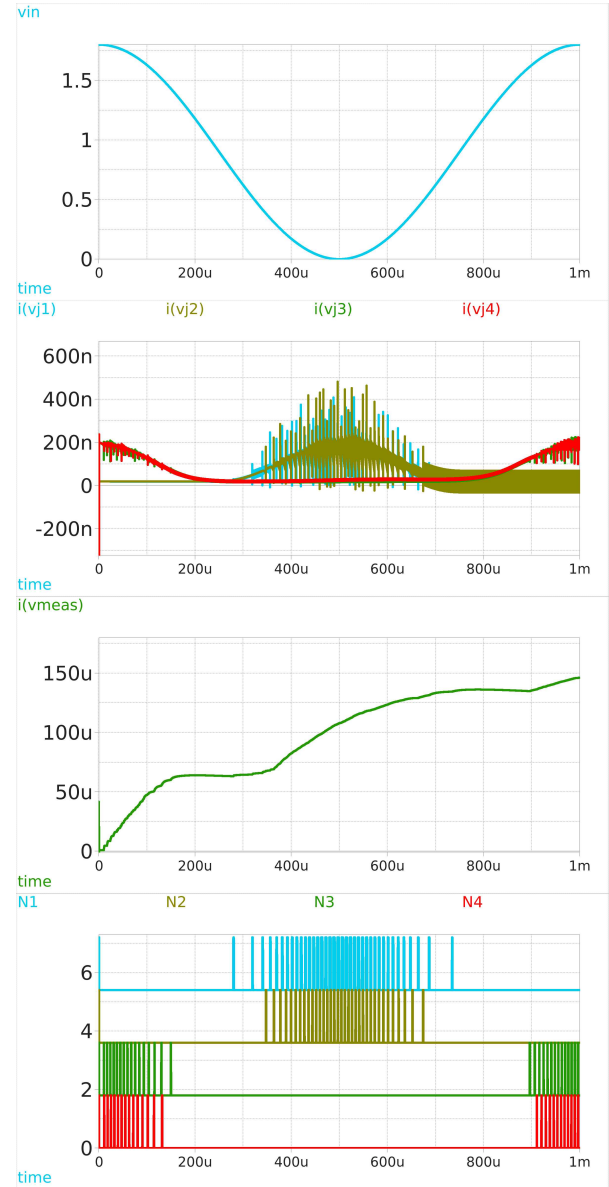 vin
1.5
1
0.5
0
0 200u 400u 600u 800u 1m
time
i(vj1) i(vj2) i(vj3) i(vj4)
600n
400n
200n
0
-200n
0 200u 400u 600u 800u 1m
time
i(vmeas)
150u
100u
50u
0
0 200u 400u 600u 800u 1m
time
N1 N2 N3 N4
6
4
2
0
0 200u 400u 600u 800u 1m
time